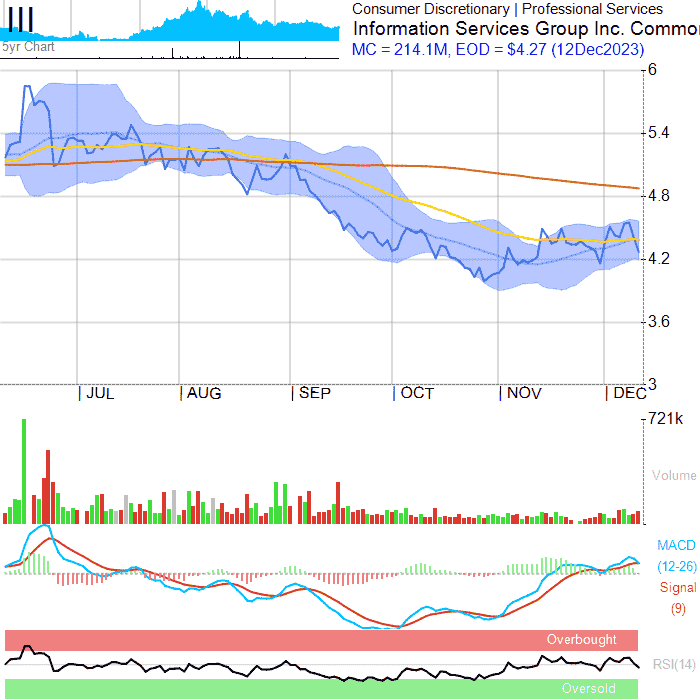 III
5yr Chart
Consumer Discretionary | Professional Services
Information Services Group Inc. Commo
MC = 214.1M, EOD = $4.27 (12Dec2023)
6
5.4
4.8
4.2
3.6
3
| JUL | AUG | SEP | OCT | NOV | DEC
721k
Volume
MACD
(12-26)
Signal
(9)
Overbought
RSI(14)
Oversold